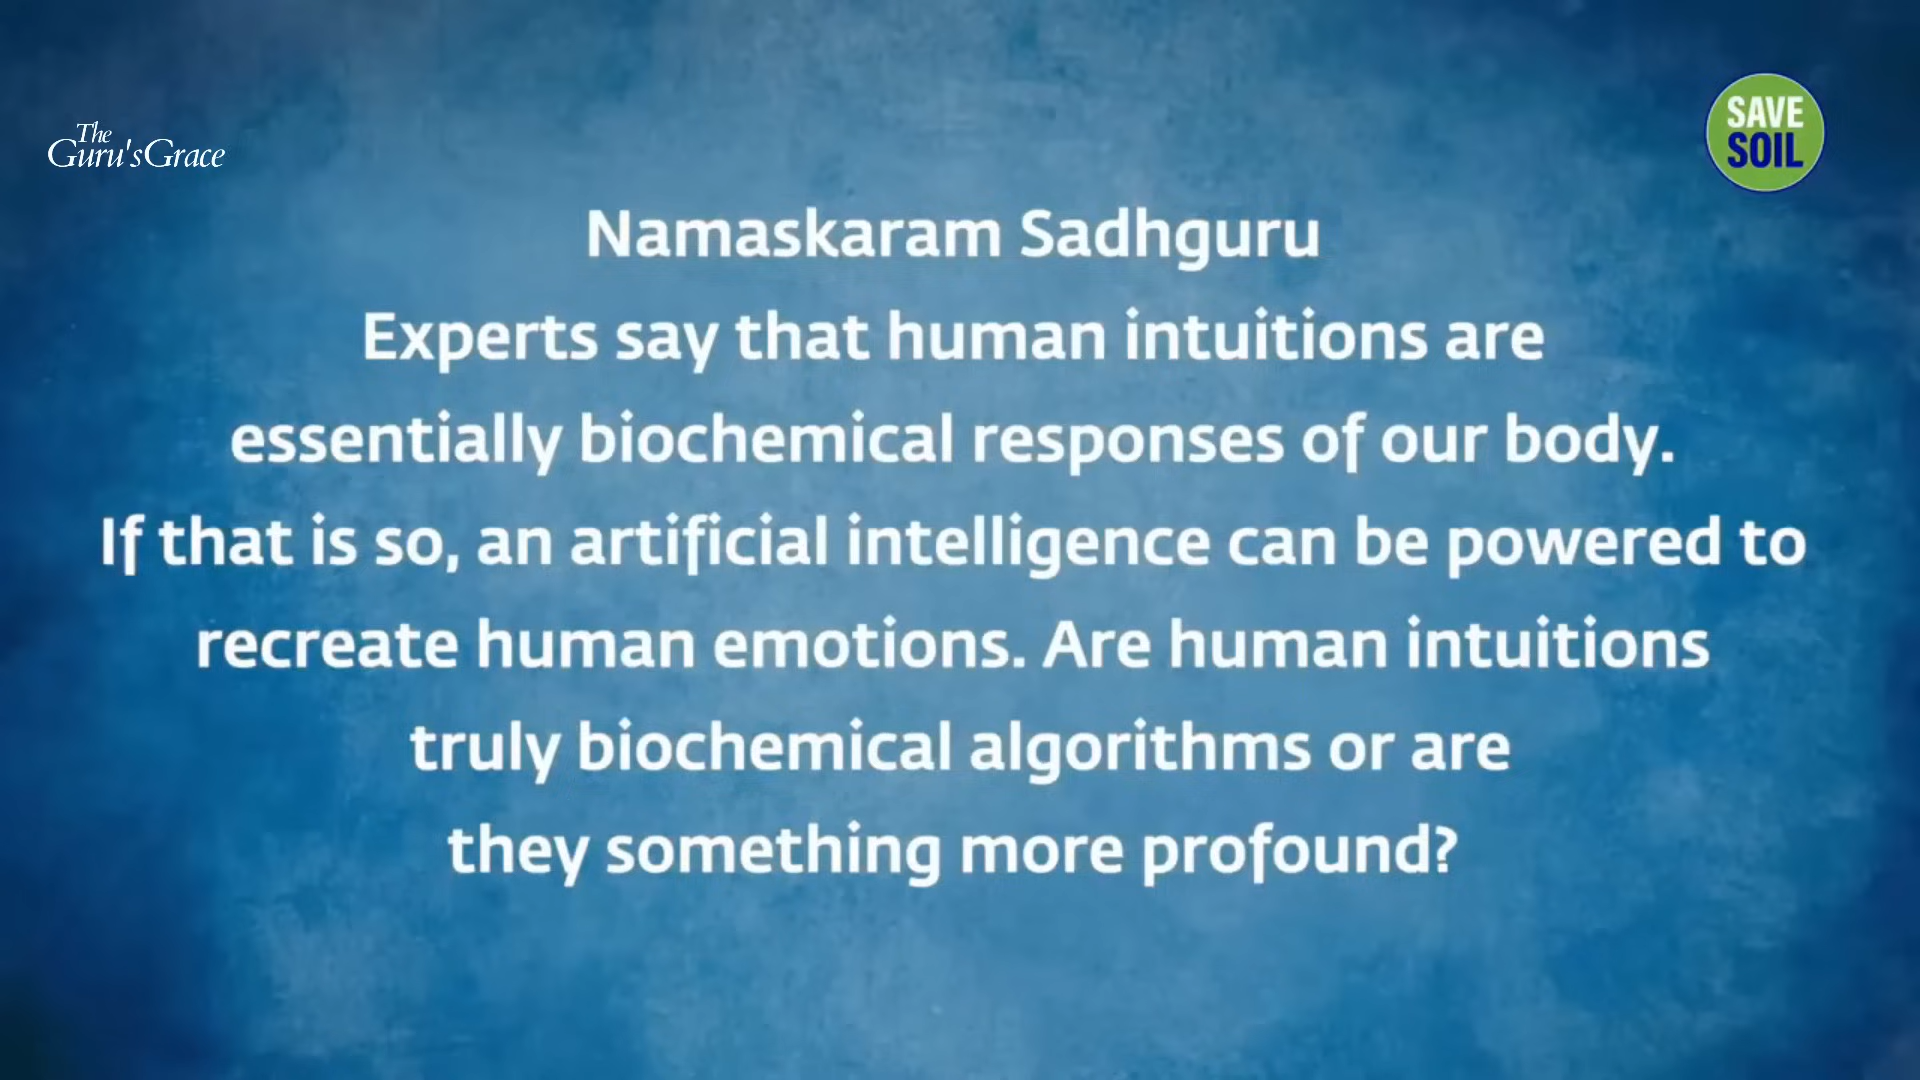 The
Guru'sGrace
SAVE
SOIL
Namaskaram Sadhguru
Experts say that human intuitions are
essentially biochemical responses of our body.
If that is so, an artificial intelligence can be powered to
recreate human emotions. Are human intuitions
truly biochemical algorithms or are
they something more profound?